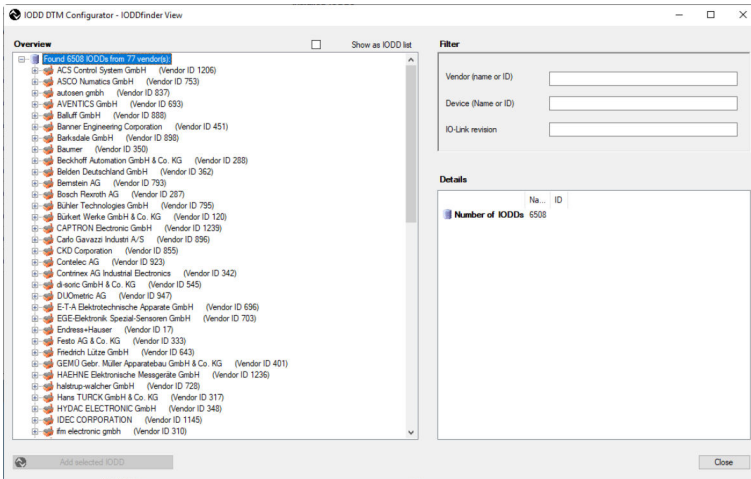 IODD DTM Configurator - IODDfinder View
Overview
Show as IODD list
Found 6508 IODDs from 77 vendor(s):
ACS Control System GmbH (Vendor ID 1206)
ASCO Numatics GmbH (Vendor ID 753)
autosen gmbh (Vendor ID 837)
AVENTICS GmbH (Vendor ID 693)
Balluff GmbH (Vendor ID 888)
Banner Engineering Corporation (Vendor ID 451)
Barksdale GmbH (Vendor ID 898)
Baumer (Vendor ID 350)
Beckhoff Automation GmbH & Co. KG (Vendor ID 288)
Belden Deutschland GmbH (Vendor ID 362)
Bernstein AG (Vendor ID 793)
Bosch Rexroth AG (Vendor ID 287)
Bühler Technologies GmbH (Vendor ID 795)
Bürkert Werke GmbH & Co. KG (Vendor ID 120)
CAPTRON Electronic GmbH (Vendor ID 1239)
Carlo Gavazzi Industri A/S (Vendor ID 896)
CKD Corporation (Vendor ID 855)
Contelec AG (Vendor ID 923)
Contrinex AG Industrial Electronics (Vendor ID 342)
di-soric GmbH & Co. KG (Vendor ID 545)
DUOmetric AG (Vendor ID 947)
E-T-A Elektrotechnische Apparate GmbH (Vendor ID 696)
EGE-Elektronik Spezial-Sensoren GmbH (Vendor ID 703)
Endress+Hauser (Vendor ID 17)
Festo AG & Co. KG (Vendor ID 333)
Friedrich Lütze GmbH (Vendor ID 643)
GEMÜ Gebr. Müller Apparatebau GmbH & Co. KG (Vendor ID 401)
HAEHNE Elektronische Messgeräte GmbH (Vendor ID 1236)
halstrup-walcher GmbH (Vendor ID 728)
Hans TURCK GmbH & Co. KG (Vendor ID 317)
HYDAC ELECTRONIC GmbH (Vendor ID 348)
IDEC CORPORATION (Vendor ID 1145)
ifm electronic gmbh (Vendor ID 310)
Add selected IODD
Filter
Vendor (name or ID)
Device (Name or ID)
IO-Link revision
Details
Na... ID
Number of IODDs 6508
Close